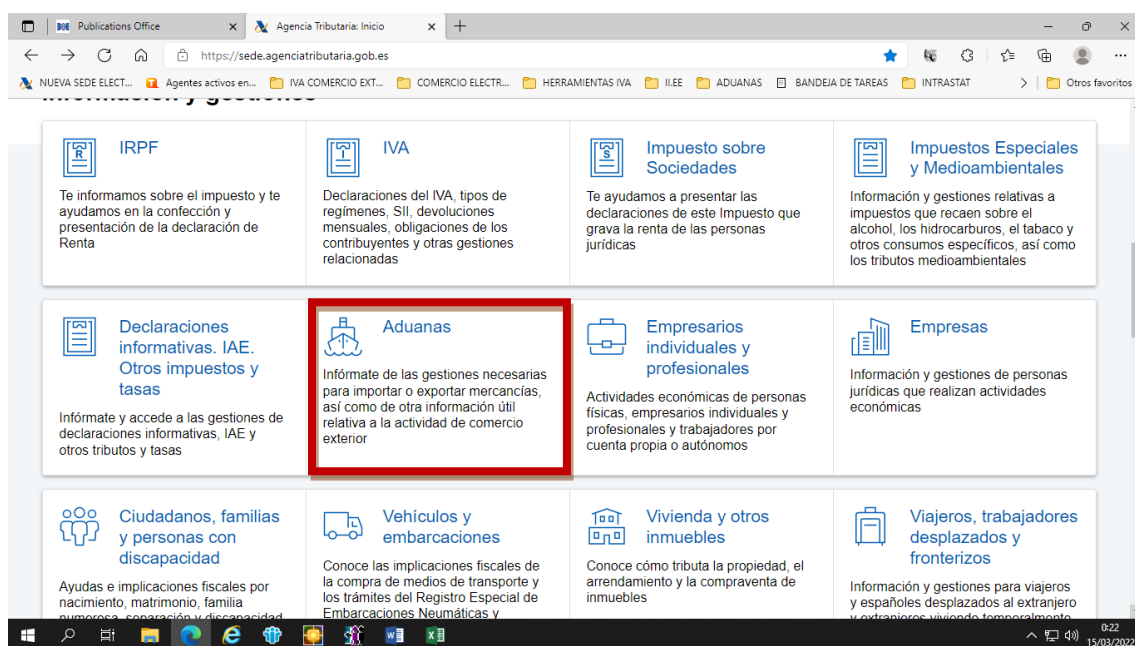 Publications Office
Agencia Tributaria: Inicio
https://sede.agenciatributaria.gob.es
NUEVA SEDE ELECT...
Agentes activos en...
IVA COMERCIO EXT...
COMERCIO ELECTR...
HERRAMIENTAS IVA
II.EE
ADUANAS
BANDEJA DE TAREAS
INTRASTAT
Otros favoritos
Información y gestiones
IRPF
Te informamos sobre el impuesto y te
ayudamos en la confección y
presentación de la declaración de
Renta
IVA
Declaraciones del IVA, tipos de
regímenes, SII, devoluciones
mensuales, obligaciones de los
contribuyentes y otras gestiones
relacionadas
Impuesto sobre
Sociedades
Te ayudamos a presentar las
declaraciones de este Impuesto que
grava la renta de las personas
jurídicas
Impuestos Especiales
y Medioambientales
Información y gestiones relativas a
impuestos que recaen sobre el
alcohol, los hidrocarburos, el tabaco y
otros consumos específicos, así como
los tributos medioambientales
Declaraciones
informativas. IAE.
Otros impuestos y
tasas
Infórmate y accede a las gestiones de
declaraciones informativas, IAE y
otros tributos y tasas
Aduanas
Infórmate de las gestiones necesarias
para importar o exportar mercancías,
así como de otra información útil
relativa a la actividad de comercio
exterior
Empresarios
individuales y
profesionales
Actividades económicas de personas
físicas, empresarios individuales y
profesionales y trabajadores por
cuenta propia o autónomos
Empresas
Información y gestiones de personas
jurídicas que realizan actividades
económicas
Ciudadanos, familias
y personas con
discapacidad
Ayudas e implicaciones fiscales por
nacimiento, matrimonio, familia
numerosa, separación y discapacidad
Vehículos y
embarcaciones
Conoce las implicaciones fiscales de
la compra de medios de transporte y
los trámites del Registro Especial de
Embarcaciones Neumáticas y
Vivienda y otros
inmuebles
Conoce cómo tributa la propiedad, el
arrendamiento y la compraventa de
inmuebles
Viajeros, trabajadores
desplazados y
fronterizos
Información y gestiones para viajeros
y españoles desplazados al extranjero
y extranjeros viviendo temporalmente
0:22
15/03/2022